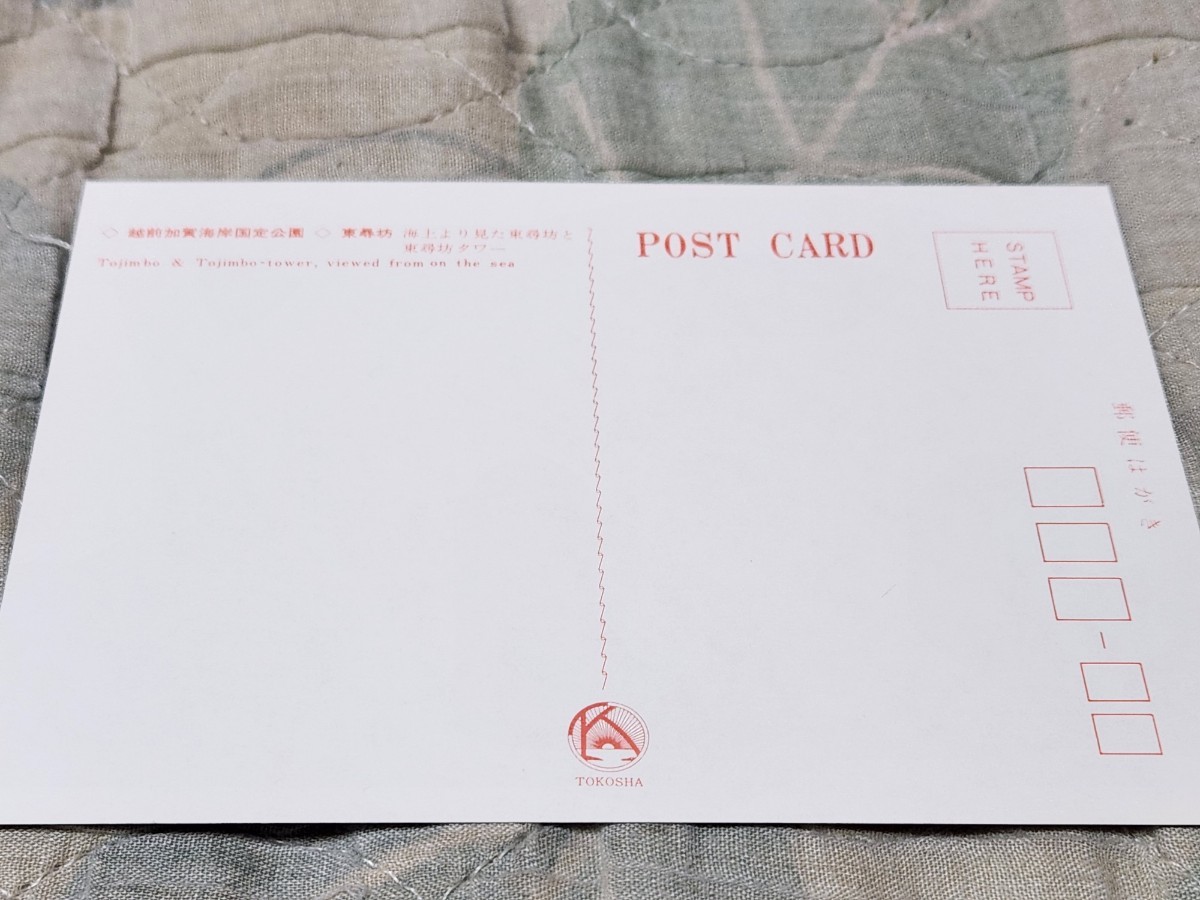 ◇ 越前加賀海岸国定公園 ◇ 東尋坊 海上より見た東尋坊と
東尋坊タワー
Tojimbo & Tojimbo-tower, viewed from on the sea
POST CARD
STAMP
HERE
郵便はがき
TOKOSHA